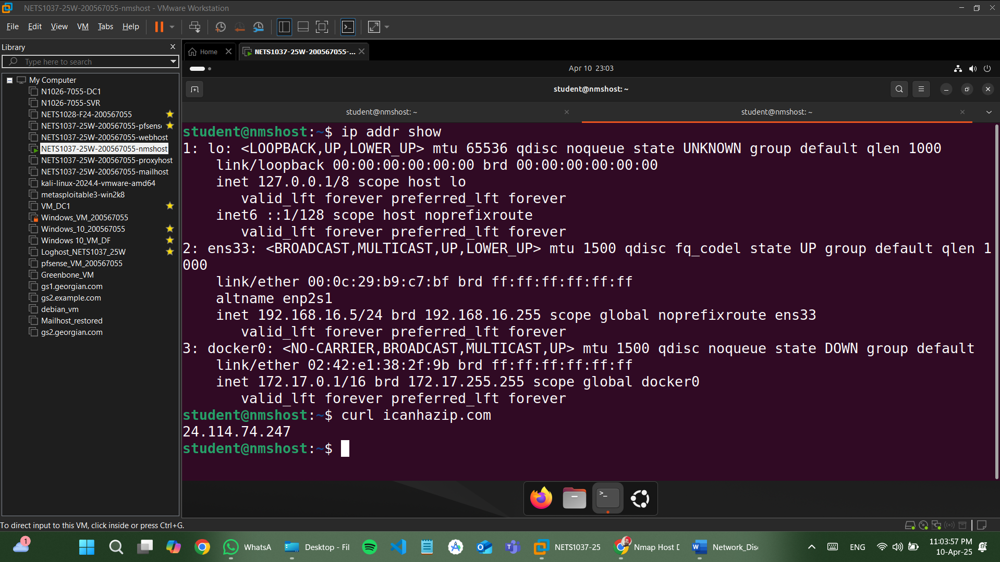 NETS1037-25W-200567055-nmshost - VMware Workstation
File Edit View VM Tabs Help
Library
Type here to search
My Computer
N1026-7055-DC1
N1026-7055-SVR
NETS1028-F24-200567055
NETS1037-25W-200567055-pfsense
NETS1037-25W-200567055-webhost
NETS1037-25W-200567055-nmshost
NETS1037-25W-200567055-proxyhost
NETS1037-25W-200567055-mailhost
kali-linux-2024.4-vmware-amd64
metasploitable3-win2k8
VM_DC1
Windows_VM_200567055
Windows_10_200567055
Windows 10_VM_DF
Loghost_NETS1037_25W
pfsense_VM_200567055
Greenbone_VM
gs1.georgian.com
gs2.example.com
debian_vm
Mailhost_restored
gs2.georgian.com
Home
NETS1037-25W-200567055-...
Apr 10 23:03
student@nmshost: ~
student@nmshost: ~
student@nmshost: ~
student@nmshost:~$ ip addr show
1: lo: <LOOPBACK,UP,LOWER_UP> mtu 65536 qdisc noqueue state UNKNOWN group default qlen 1000
link/loopback 00:00:00:00:00:00 brd 00:00:00:00:00:00
inet 127.0.0.1/8 scope host lo
valid_lft forever preferred_lft forever
inet6 ::1/128 scope host noprefixroute
valid_lft forever preferred_lft forever
2: ens33: <BROADCAST,MULTICAST,UP,LOWER_UP> mtu 1500 qdisc fq_codel state UP group default qlen 1
000
link/ether 00:0c:29:b9:c7:bf brd ff:ff:ff:ff:ff:ff
altname enp2s1
inet 192.168.16.5/24 brd 192.168.16.255 scope global noprefixroute ens33
valid_lft forever preferred_lft forever
3: docker0: <NO-CARRIER,BROADCAST,MULTICAST,UP> mtu 1500 qdisc noqueue state DOWN group default
link/ether 02:42:e1:38:2f:9b brd ff:ff:ff:ff:ff:ff
inet 172.17.0.1/16 brd 172.17.255.255 scope global docker0
valid_lft forever preferred_lft forever
student@nmshost:~$ curl icanhazip.com
24.114.74.247
student@nmshost:~$
To direct input to this VM, click inside or press Ctrl+G.
1
WhatsA
Desktop - Fil
NETS1037-25
Nmap Host D
Network_Dis
ENG
11:03:57 PM
10-Apr-25